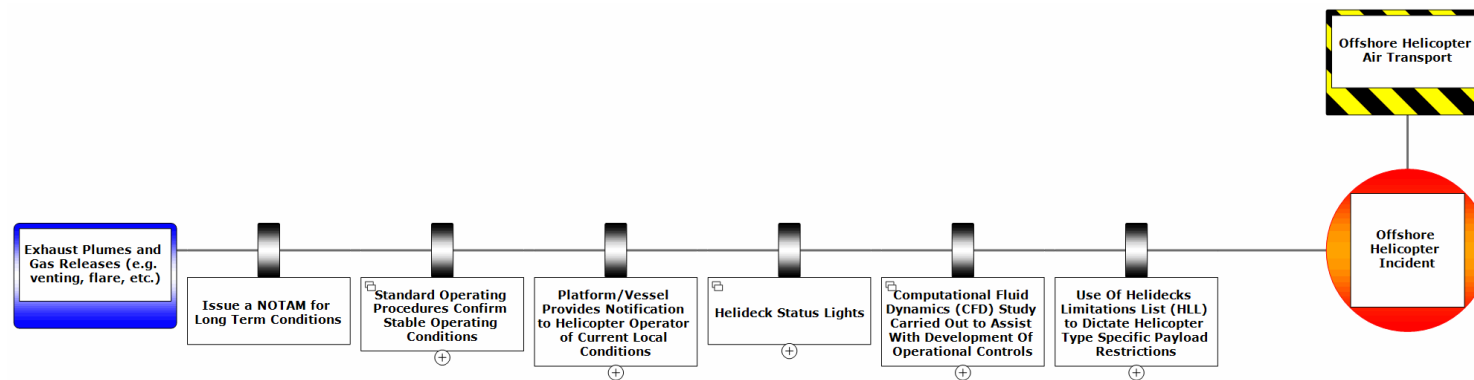 Offshore Helicopter
Air Transport
Exhaust Plumes and
Gas Releases (e.g.
venting, flare, etc.)
Issue a NOTAM for
Long Term Conditions
Standard Operating
Procedures Confirm
Stable Operating
Conditions
Platform/Vessel
Provides Notification
to Helicopter Operator
of Current Local
Conditions
Helideck Status Lights
Computational Fluid
Dynamics (CFD) Study
Carried Out to Assist
With Development Of
Operational Controls
Use Of Helidecks
Limitations List (HLL)
to Dictate Helicopter
Type Specific Payload
Restrictions
Offshore
Helicopter
Incident